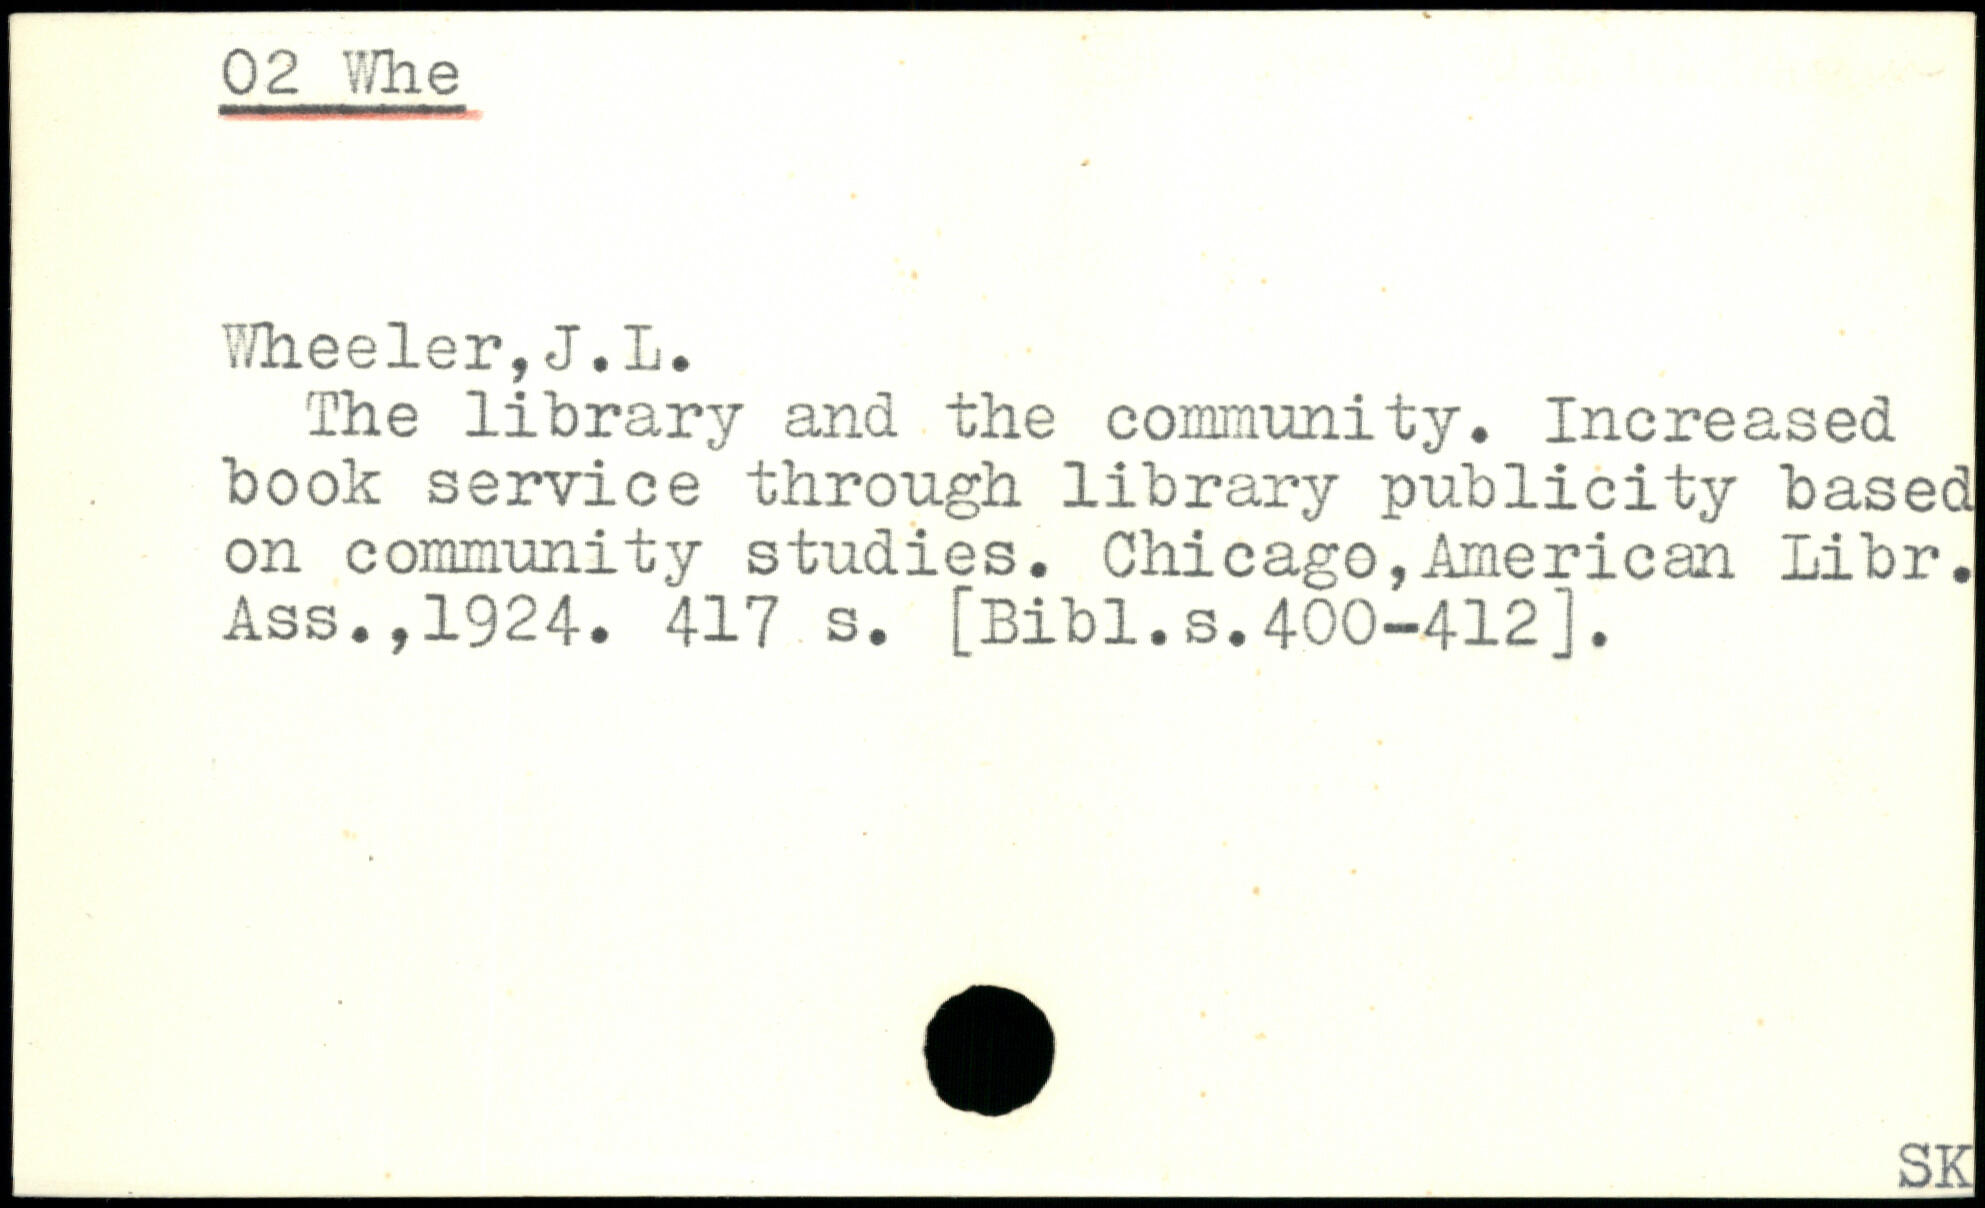 02 Whe
Wheeler,J.L.
The library and the community. Increased
book service through library publicity based
on community studies. Chicago,American Libr.
Ass.,1924. 417 s. [Bibl.s.400-412].
SK